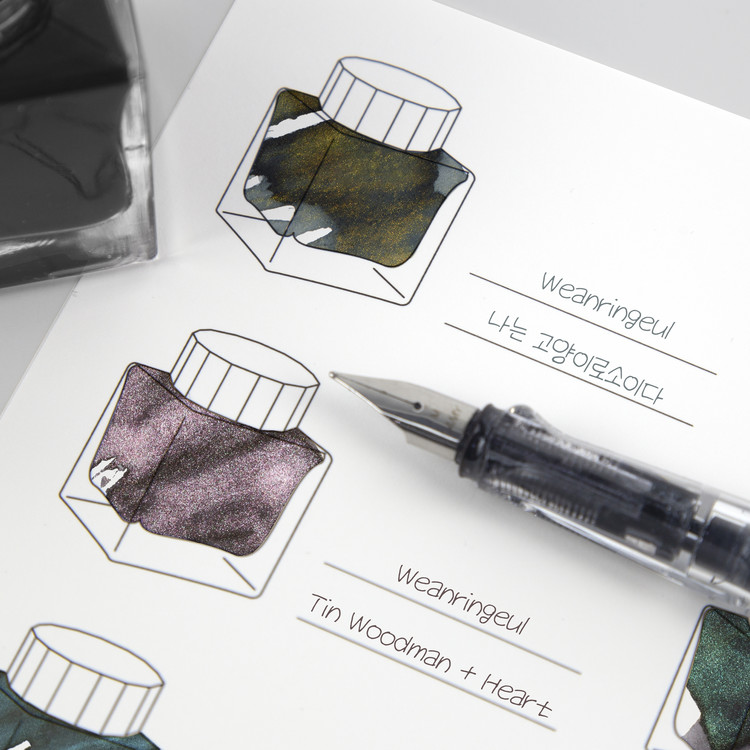 Weanringeul
나는 고양이로소이다
Weanringeul
Tin Woodman + Heart